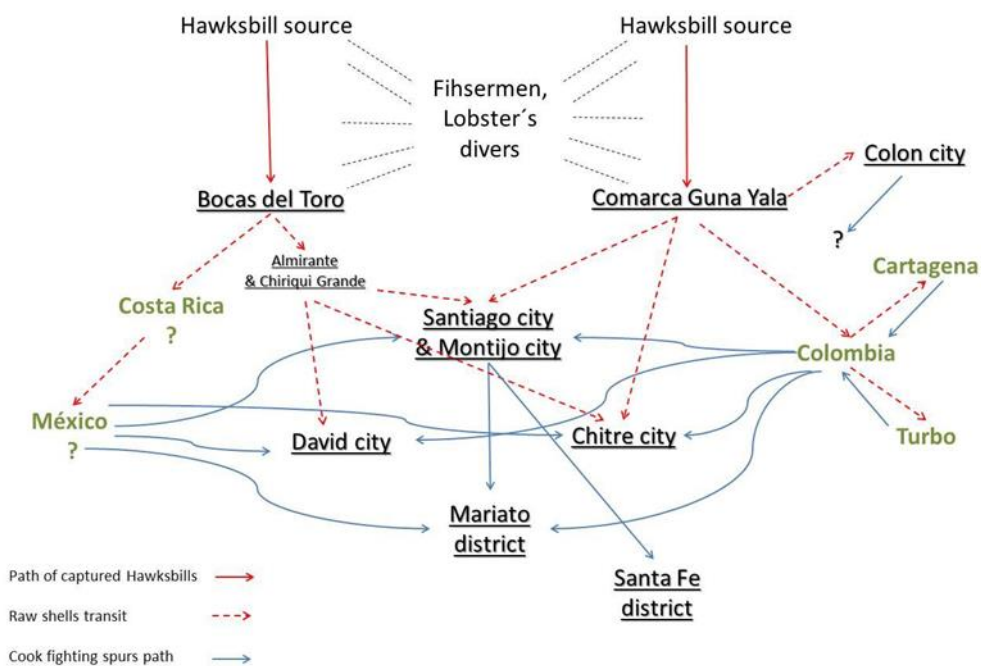 Hawksbill source
Hawksbill source
Fihsermen,
Lobster´s
divers
Colon city
Bocas del Toro
Comarca Guna Yala
?
Almirante
& Chiriqui Grande
Cartagena
Costa Rica
?
Santiago city
& Montijo city
Colombia
México
?
David city
Chitre city
Turbo
Mariato
district
Santa Fe
district
Path of captured Hawksbills
Raw shells transit
Cook fighting spurs path